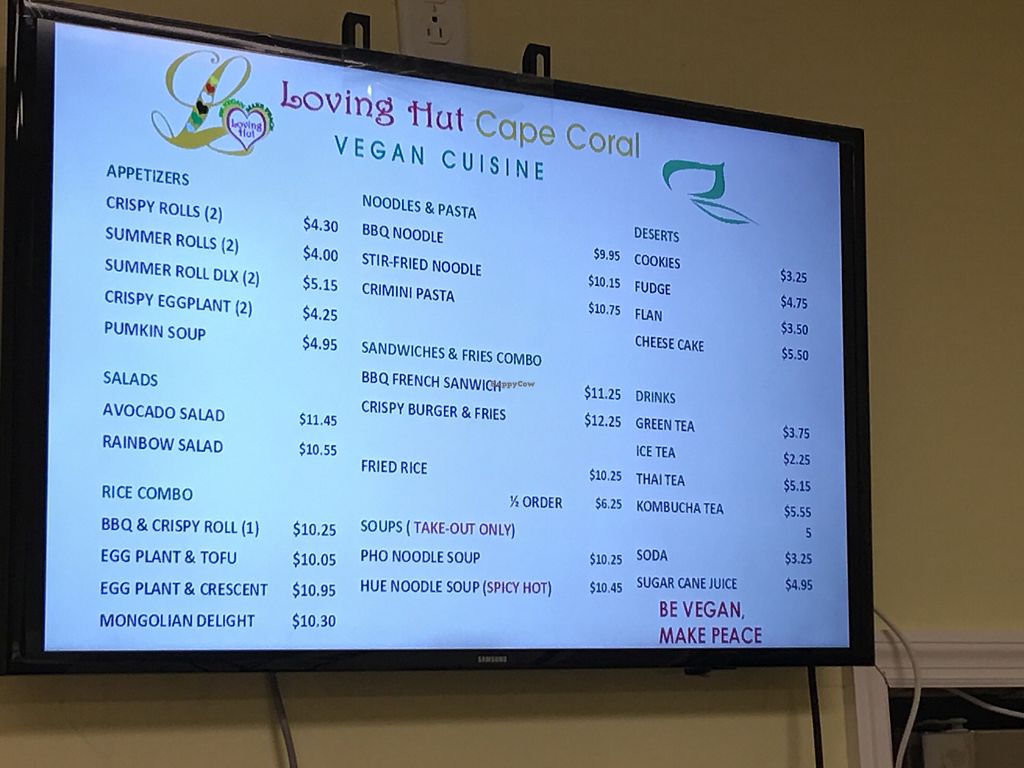 Loving Hut Cape Coral
VEGAN CUISINE
Loving Hut
APPETIZERS
CRISPY ROLLS (2) $4.30
SUMMER ROLLS (2) $4.00
SUMMER ROLL DLX (2) $5.15
CRISPY EGGPLANT (2) $4.25
PUMKIN SOUP $4.95
SALADS
AVOCADO SALAD $11.45
RAINBOW SALAD $10.55
RICE COMBO
BBQ & CRISPY ROLL (1) $10.25
EGG PLANT & TOFU $10.05
EGG PLANT & CRESCENT $10.95
MONGOLIAN DELIGHT $10.30
NOODLES & PASTA
BBQ NOODLE $9.95
STIR-FRIED NOODLE $10.15
CRIMINI PASTA $10.75
SANDWICHES & FRIES COMBO
BBQ FRENCH SANWICH $11.25
HappyCow
CRISPY BURGER & FRIES $12.25
FRIED RICE $10.25
½ ORDER $6.25
SOUPS ( TAKE-OUT ONLY)
PHO NOODLE SOUP $10.25
HUE NOODLE SOUP (SPICY HOT) $10.45
DESERTS
COOKIES $3.25
FUDGE $4.75
FLAN $3.50
CHEESE CAKE $5.50
DRINKS
GREEN TEA $3.75
ICE TEA $2.25
THAI TEA $5.15
KOMBUCHA TEA $5.55
5
SODA $3.25
SUGAR CANE JUICE $4.95
BE VEGAN,
MAKE PEACE
SAMSUNG